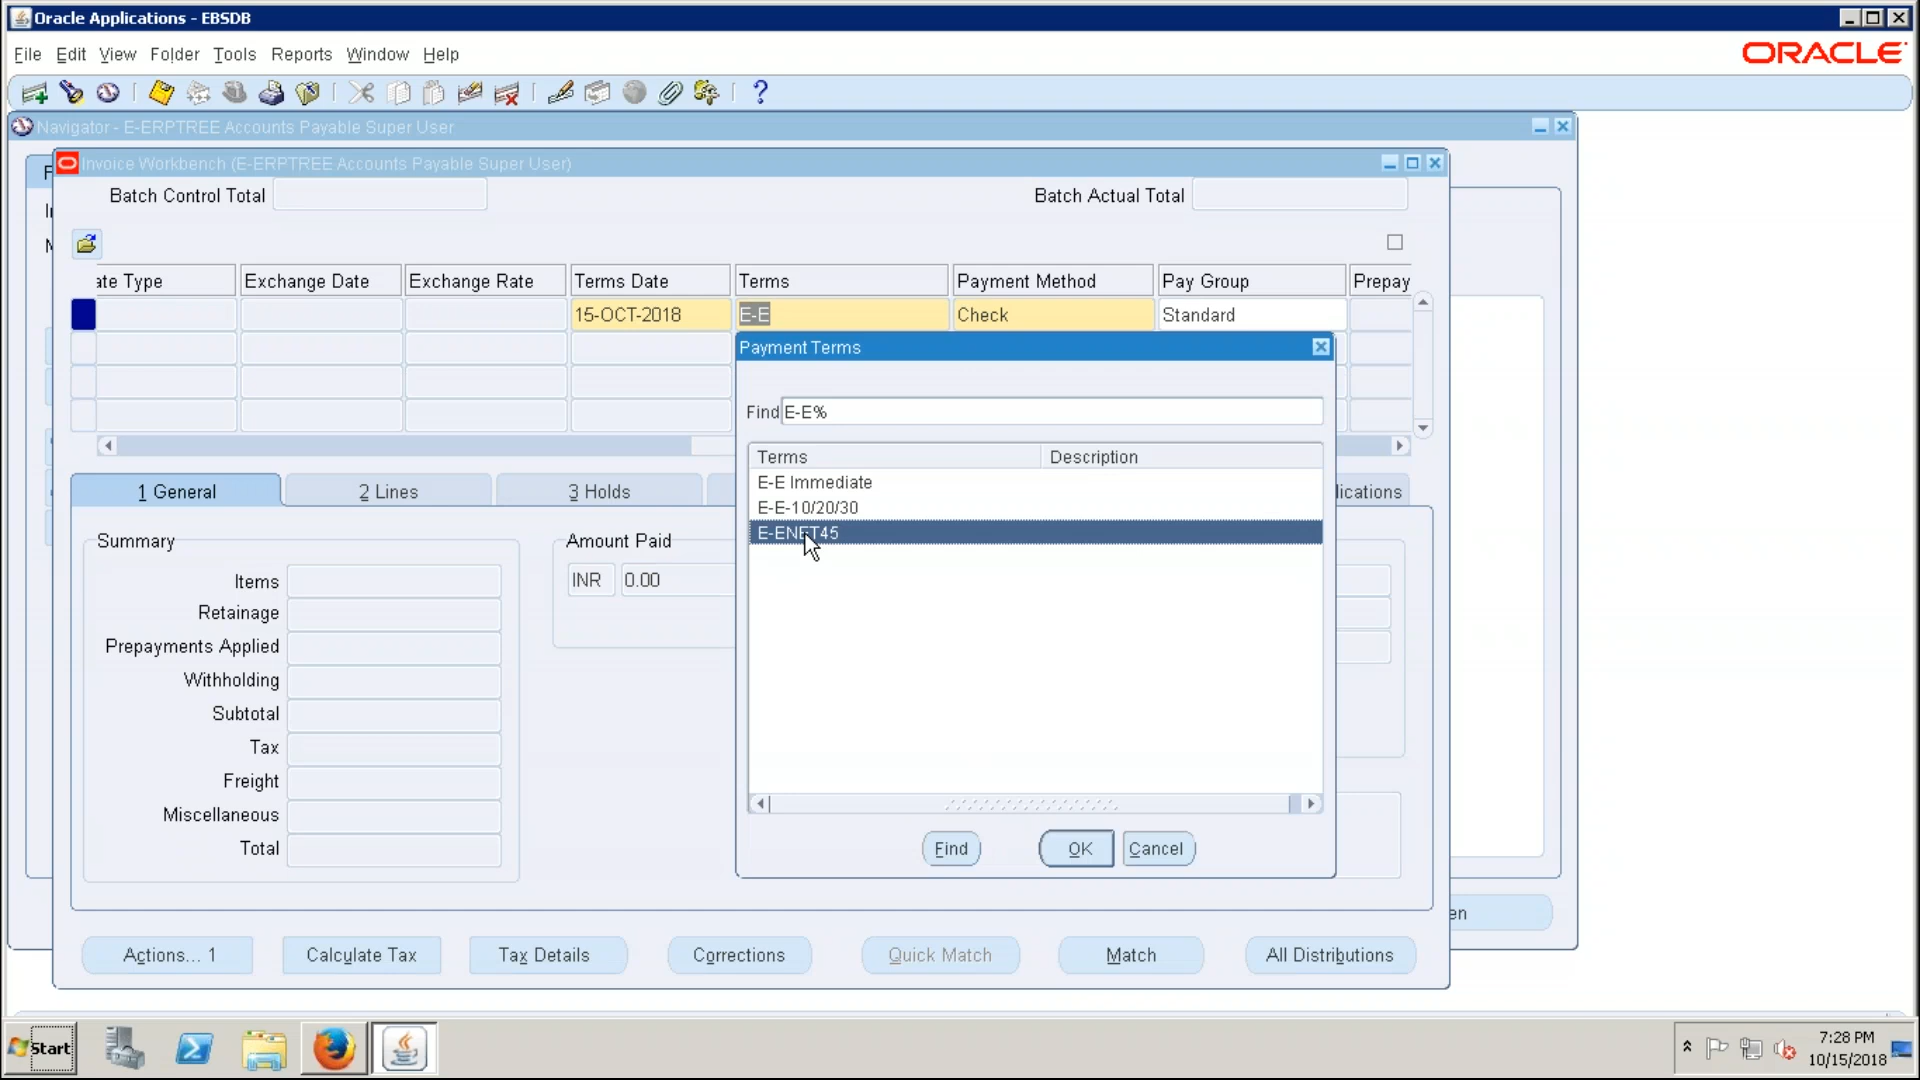 Oracle Applications - EBSDB
File Edit View Folder Tools Reports Window Help
ORACLE
Navigator - E-ERPTREE Accounts Payable Super User
Invoice Workbench (E-ERPTREE Accounts Payable Super User)
Batch Control Total
Batch Actual Total
ate Type Exchange Date Exchange Rate Terms Date Terms Payment Method Pay Group Prepay
15-OCT-2018 E-E Check Standard
Payment Terms
Find E-E%
Terms Description
E-E Immediate
E-E-10/20/30
E-ENET45
Find OK Cancel
1 General 2 Lines 3 Holds lications
Summary
Items
Retainage
Prepayments Applied
Withholding
Subtotal
Tax
Freight
Miscellaneous
Total
Amount Paid
INR 0.00
en
Actions... 1 Calculate Tax Tax Details Corrections Quick Match Match All Distributions
Start
7:28 PM
10/15/2018